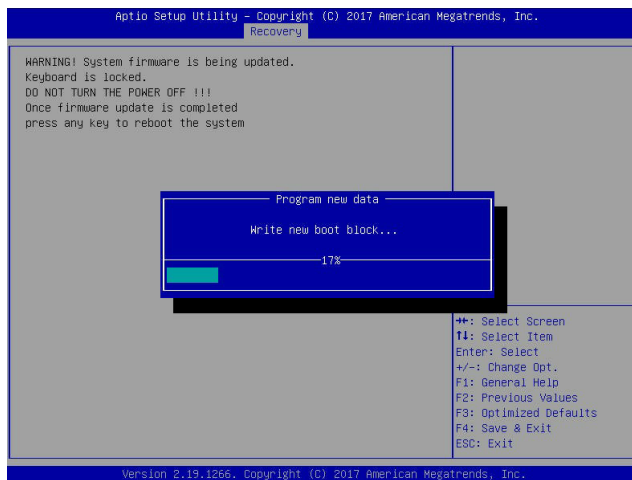 Aptio Setup Utility – Copyright (C) 2017 American Megatrends, Inc.
Recovery
WARNING! System firmware is being updated.
Keyboard is locked.
DO NOT TURN THE POWER OFF !!!
Once firmware update is completed
press any key to reboot the system
Program new data
Write new boot block...
17%
→←: Select Screen
↑↓: Select Item
Enter: Select
+/-: Change Opt.
F1: General Help
F2: Previous Values
F3: Optimized Defaults
F4: Save & Exit
ESC: Exit
Version 2.19.1266. Copyright (C) 2017 American Megatrends, Inc.